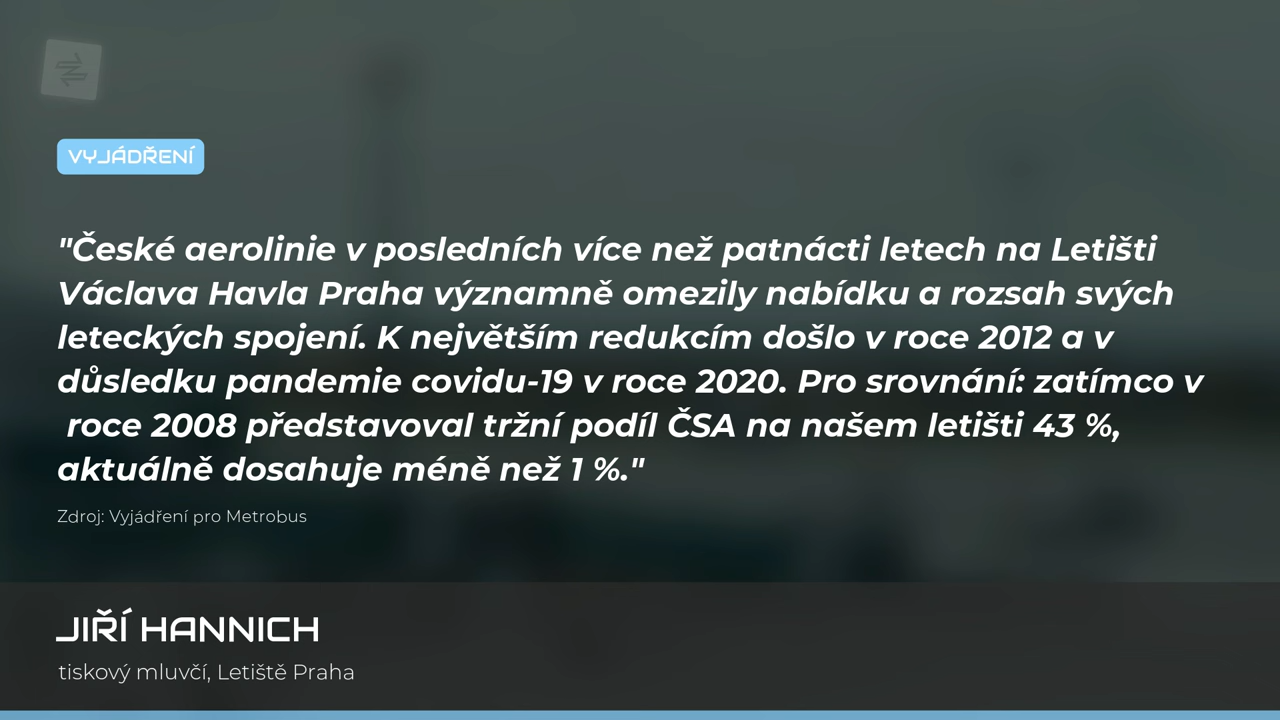 VYJÁDŘENÍ
"České aerolinie v posledních více než patnácti letech na Letišti
Václava Havla Praha významně omezily nabídku a rozsah svých
leteckých spojení. K největším redukcím došlo v roce 2012 a v
důsledku pandemie covidu-19 v roce 2020. Pro srovnání: zatímco v
roce 2008 představoval tržní podíl ČSA na našem letišti 43 %,
aktuálně dosahuje méně než 1 %."
Zdroj: Vyjádření pro Metrobus
JIŘÍ HANNICH
tiskový mluvčí, Letiště Praha